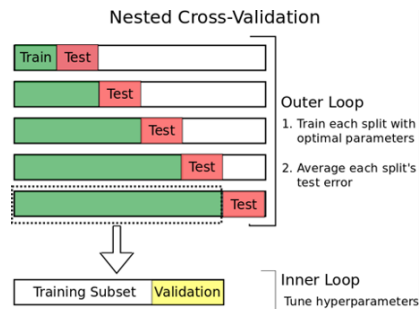 Nested Cross-Validation
Train Test
Test
Test
Test
Test
Outer Loop
1. Train each split with
optimal parameters
2. Average each split's
test error
Training Subset Validation
Inner Loop
Tune hyperparameters